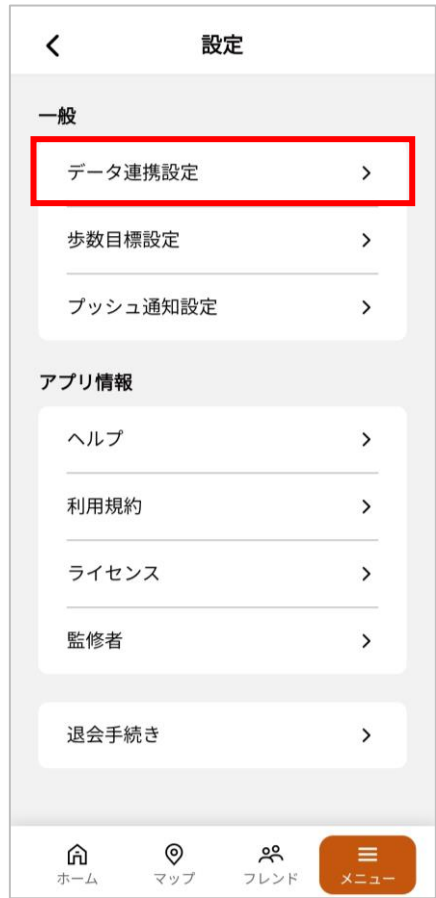 設定
一般
データ連携設定
歩数目標設定
プッシュ通知設定
アプリ情報
ヘルプ
利用規約
ライセンス
監修者
退会手続き
ホーム マップ フレンド メニュー